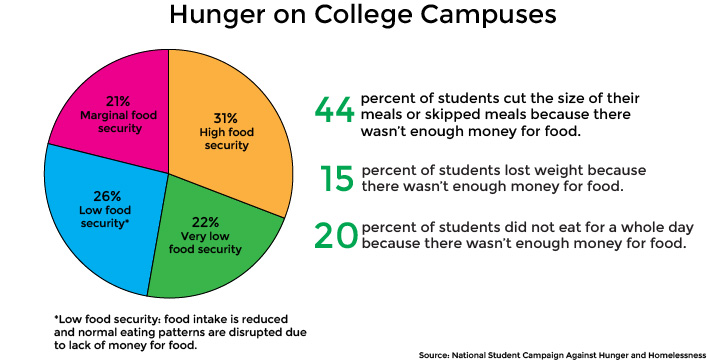 Hunger on College Campuses
21%
Marginal food
security
31%
High food
security
26%
Low food
security*
22%
Very low
food security
44 percent of students cut the size of their
meals or skipped meals because there
wasn't enough money for food.
15 percent of students lost weight because
there wasn't enough money for food.
20 percent of students did not eat for a whole day
because there wasn't enough money for food.
*Low food security: food intake is reduced
and normal eating patterns are disrupted due
to lack of money for food.
Source: National Student Campaign Against Hunger and Homelessness